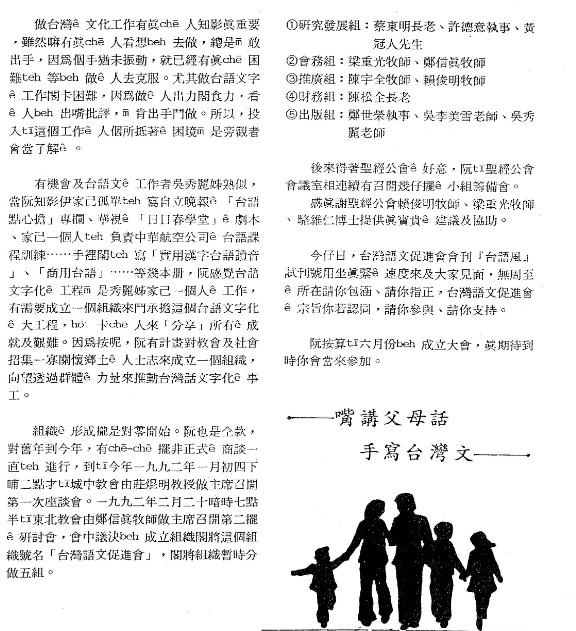 做台灣ê 文化工作有眞chē 人知影眞重要
，雖然嘛有眞chē 人看想beh 去做，總是m̄ 敢
出手，因爲個手猶未振動，就已經有眞chē 困
難teh 等beh 做ê 人去克服。尤其做台語文字
ê 工作閣卡困難，因爲做ê 人出力閣食力，看
ê 人beh 出嘴批評，m̄ 肯出手鬥做。所以，投
入tī這個工作ê 人個所抵著ê 困境m̄ 是旁觀者
會當了解ê 。
有機會及台語文ê 工作者吳秀麗姊熟似，
當阮知影伊家己孤單teh 寫自立晚報ê「台語
點心擔」專欄、華視ê「日日春學堂」ê 劇本
、家己一個人teh 負責中華航空公司ê 台語課
程訓練⋯⋯手裡閣teh 寫「實用漢字台語讀音
」、「商用台語」⋯⋯等幾本册，阮感覺台語
文字化ê 工程m̄ 是秀麗姊家己一個人ê 工作，
有需要成立一個組織來鬥承擔這個台語文字化
ê 大工程，hō͘ 卡chē 人來「分享」所有ê 成
就及艱難。因爲按呢，阮有計畫對教會及社會
招集一寡關懷鄉土ê 人士志來成立一個組織，
向望透過群體ê 力量來推動台灣話文字化ê 事
工。
組織ê 形成攏是對零開始。阮也是仝款，
對舊年到今年，有chē-chē 擺非正式ê 商談一
直teh 進行，到tī今年一九九二年一月初四下
晡二點才tī城中教會由莊焜明教授做主席召開
第一次座談會。一九九二年二月二十暗時七點
半tī東北教會由鄭信眞牧師做主席召開第二擺
ê 研討會，會中議決beh 成立組織閣將這個組
織號名「台灣語文促進會」，閣將組織暫時分
做五組。
①研究發展組：蔡東明長老、許德意執事、黃
冠人先生
②會務組：梁重光牧師、鄭信眞牧師
③推廣組：陳宇全牧師、賴俊明牧師
④財務組：陳松全長老
⑤出版組：鄭世榮執事、吳李美雪老師、吳秀
麗老師
後來得著聖經公會ê 好意，阮tī聖經公會
會議室相連續有召開幾仔擺ê 小組籌備會。
感眞謝聖經公會賴俊明牧師、梁重光牧師
、駱維仁博士提供眞寶貴ê 建議及協助。
今仔日，台灣語文促進會會刊『台語風』
試刊號用坐眞緊ê 速度來及大家見面，無周至
ê 所在請你包涵、請你指正，台灣語文促進會
ê 宗旨你若認同，請你參與、請你支持。
阮按算tī六月份beh 成立大會，眞期待到
時你會當來參加。
嘴講父母話
手寫台灣文